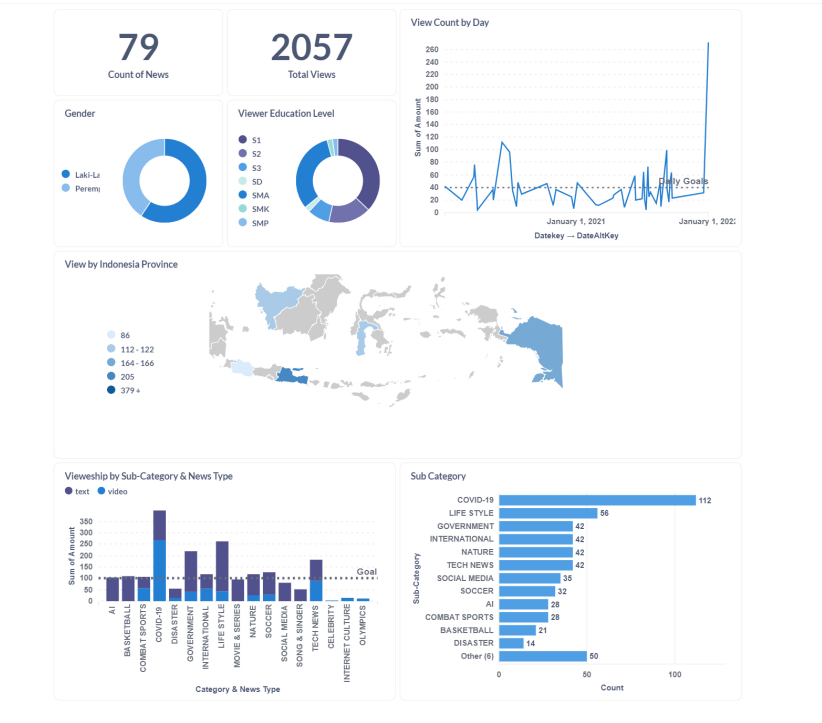 79
Count of News
2057
Total Views
View Count by Day
Sum of Amount
260
240
220
200
180
160
140
120
100
80
60
40
20
0
Daily Goals
January 1, 2021
January 1, 202
Datekey → DateAltKey
Gender
Laki-La
Peremp
Viewer Education Level
S1
S2
S3
SD
SMA
SMK
SMP
View by Indonesia Province
86
112 - 122
164 - 166
205
379 +
Vieweship by Sub-Category & News Type
text
video
Sum of Amount
350
300
250
200
150
100
50
0
Goal
AI
BASKETBALL
COMBAT SPORTS
COVID-19
DISASTER
GOVERNMENT
INTERNATIONAL
LIFE STYLE
MOVIE & SERIES
NATURE
SOCCER
SOCIAL MEDIA
SONG & SINGER
TECH NEWS
CELEBRITY
INTERNET CULTURE
OLYMPICS
Category & News Type
Sub Category
Sub-Category
COVID-19 112
LIFE STYLE 56
GOVERNMENT 42
INTERNATIONAL 42
NATURE 42
TECH NEWS 42
SOCIAL MEDIA 35
SOCCER 32
AI 28
COMBAT SPORTS 28
BASKETBALL 21
DISASTER 14
Other (6) 50
0 50 100
Count